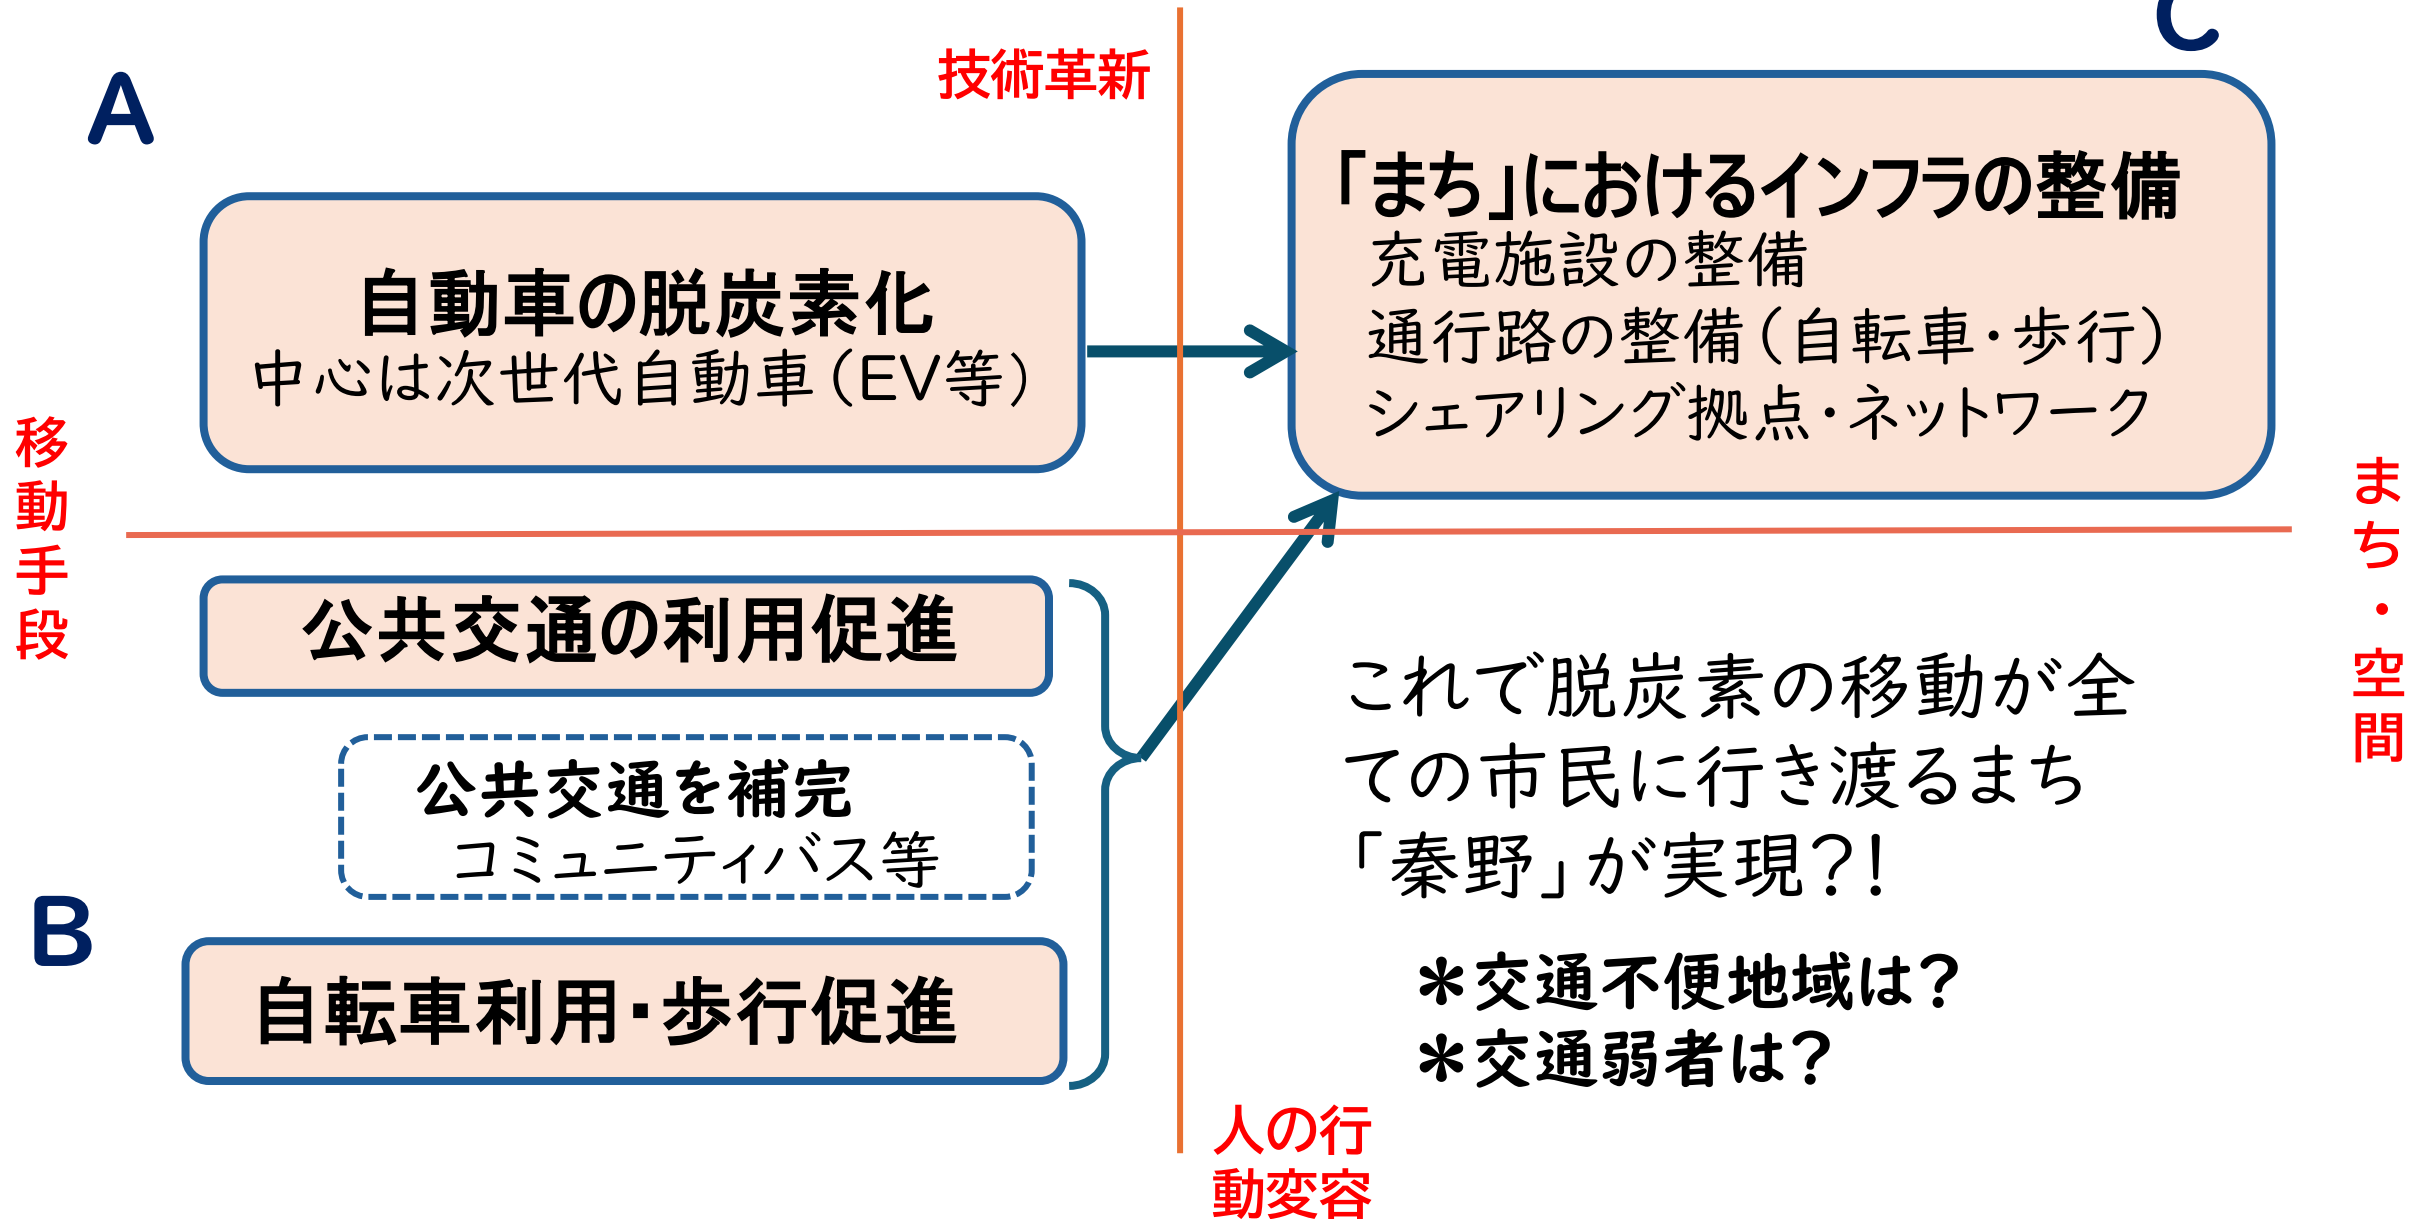 C
技術革新
A
「まち」におけるインフラの整備
充電施設の整備
通行路の整備（自転車・歩行）
シェアリング拠点・ネットワーク
自動車の脱炭素化
中心は次世代自動車（EV等）
移動手段
まち・空間
公共交通の利用促進
公共交通を補完
コミュニティバス等
B
自転車利用・歩行促進
これで脱炭素の移動が全
ての市民に行き渡るまち
「秦野」が実現？！
＊交通不便地域は？
＊交通弱者は？
人の行
動変容